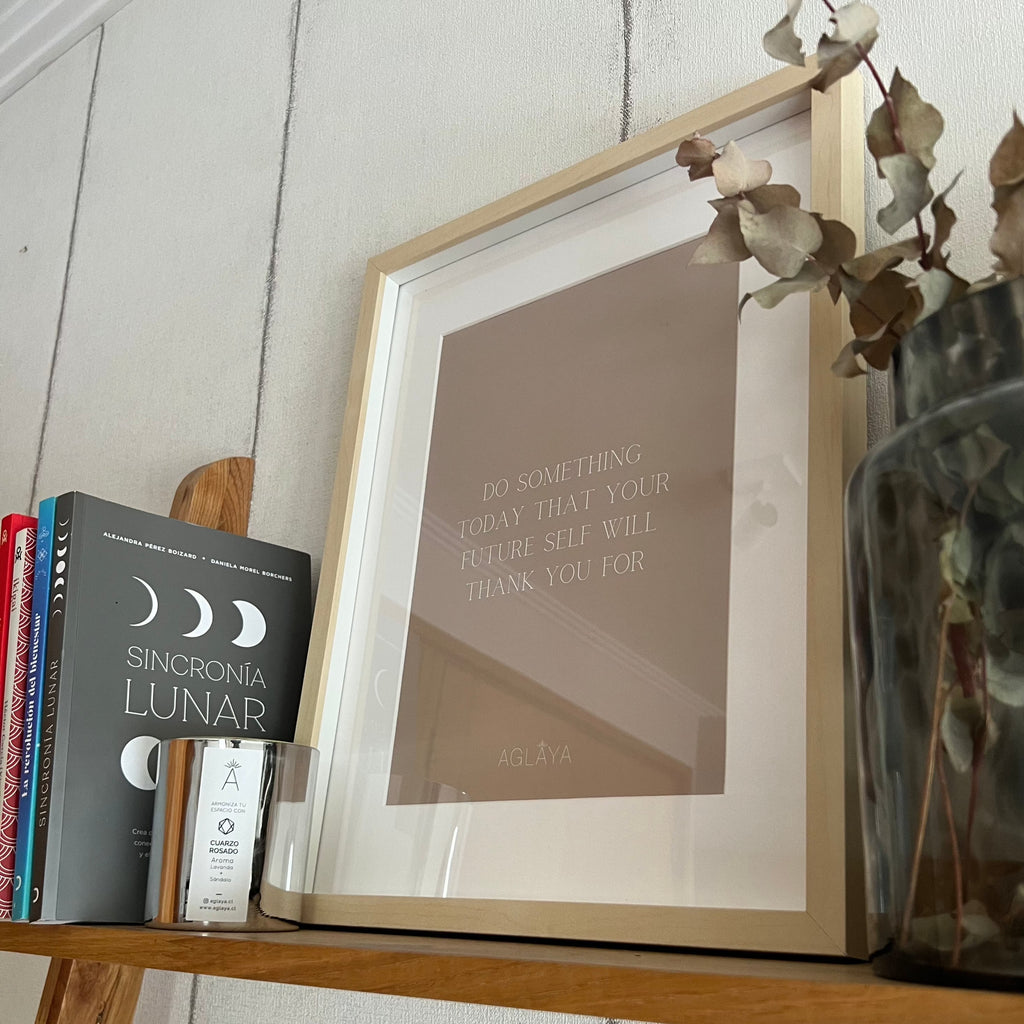 DO SOMETHING
TODAY THAT YOUR
FUTURE SELF WILL
THANK YOU FOR
AGLAYA
La revolución del bienestar
SINCRONÍA LUNAR
ALEJANDRA PÉREZ BOIZARD • DANIELA MOREL BORCHERS
SINCRONÍA
LUNAR
Crea
y el
A
ARMONIZA TU
ESPACIO CON
CUARZO
ROSADO
Aroma
Lavanda
+
Sándalo
aglaya.cl
www.aglaya.cl